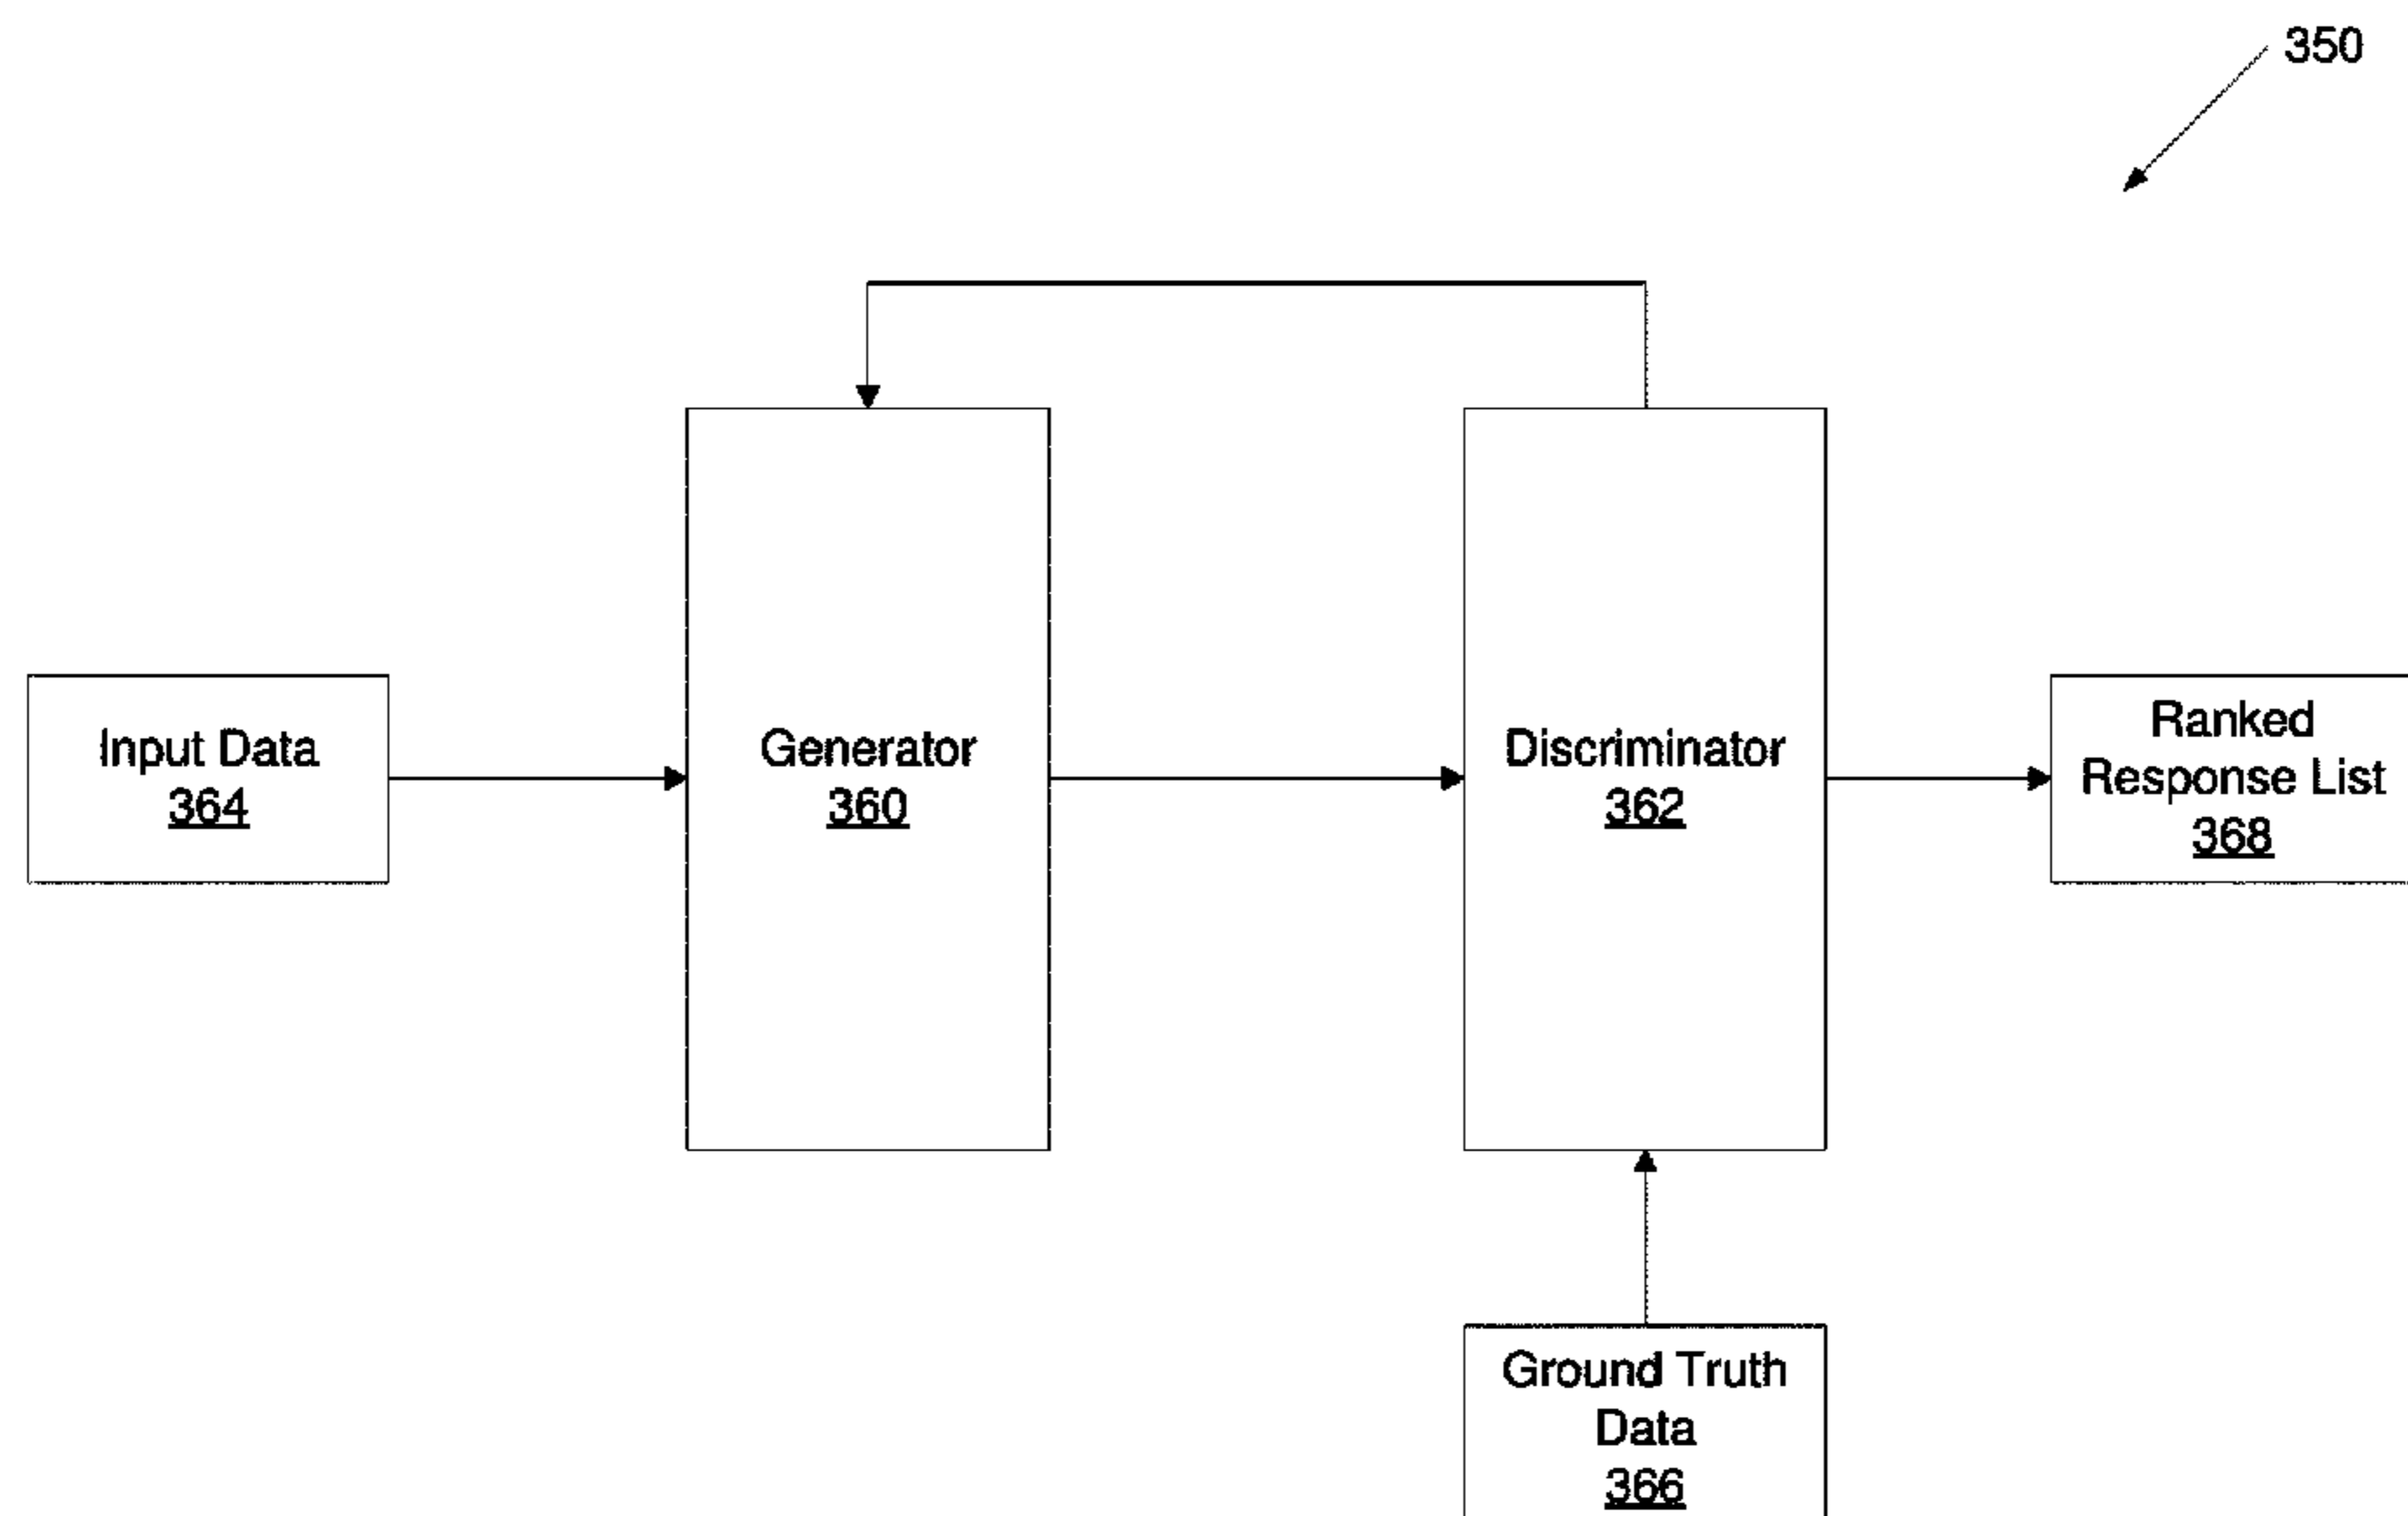 350
Input Data
364
Generator
360
Discriminator
362
Ranked
Response List
368
Ground Truth
Data
366